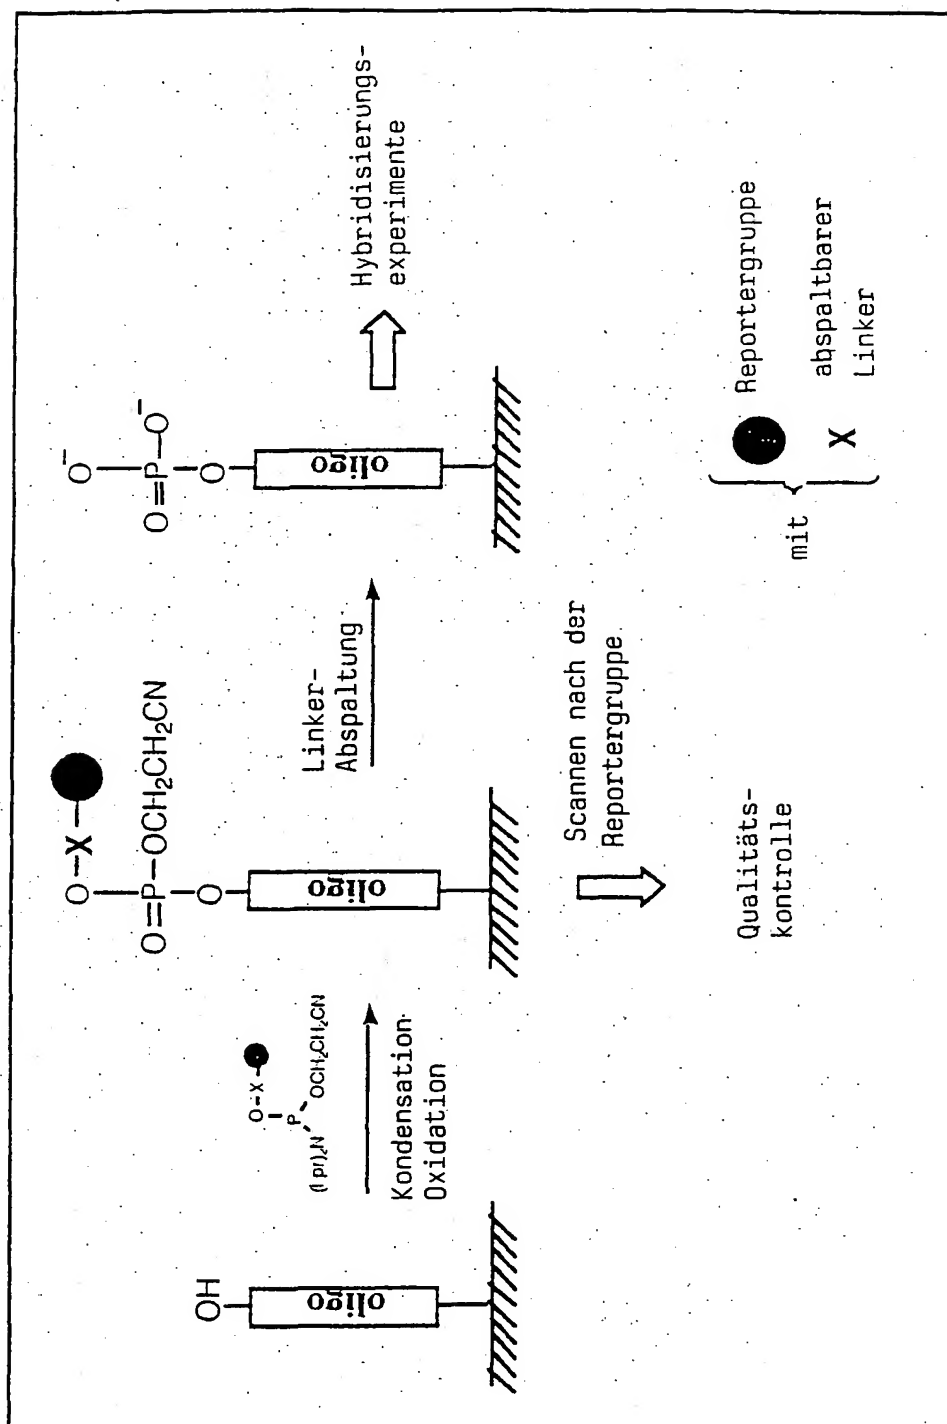 OH
oligo
O-X-
P
(Ipr)₂N OCH₂CH₂CN
Kondensation
Oxidation
O-X-
O=P-OCH₂CH₂CN
O
oligo
Linker-
Abspaltung
Scannen nach der
Reportergruppe
Qualitäts-
kontrolle
O⁻
O=P-O⁻
O
oligo
Hybridisierungs-
experimente
mit
Reportergruppe
X abspaltbarer
Linker